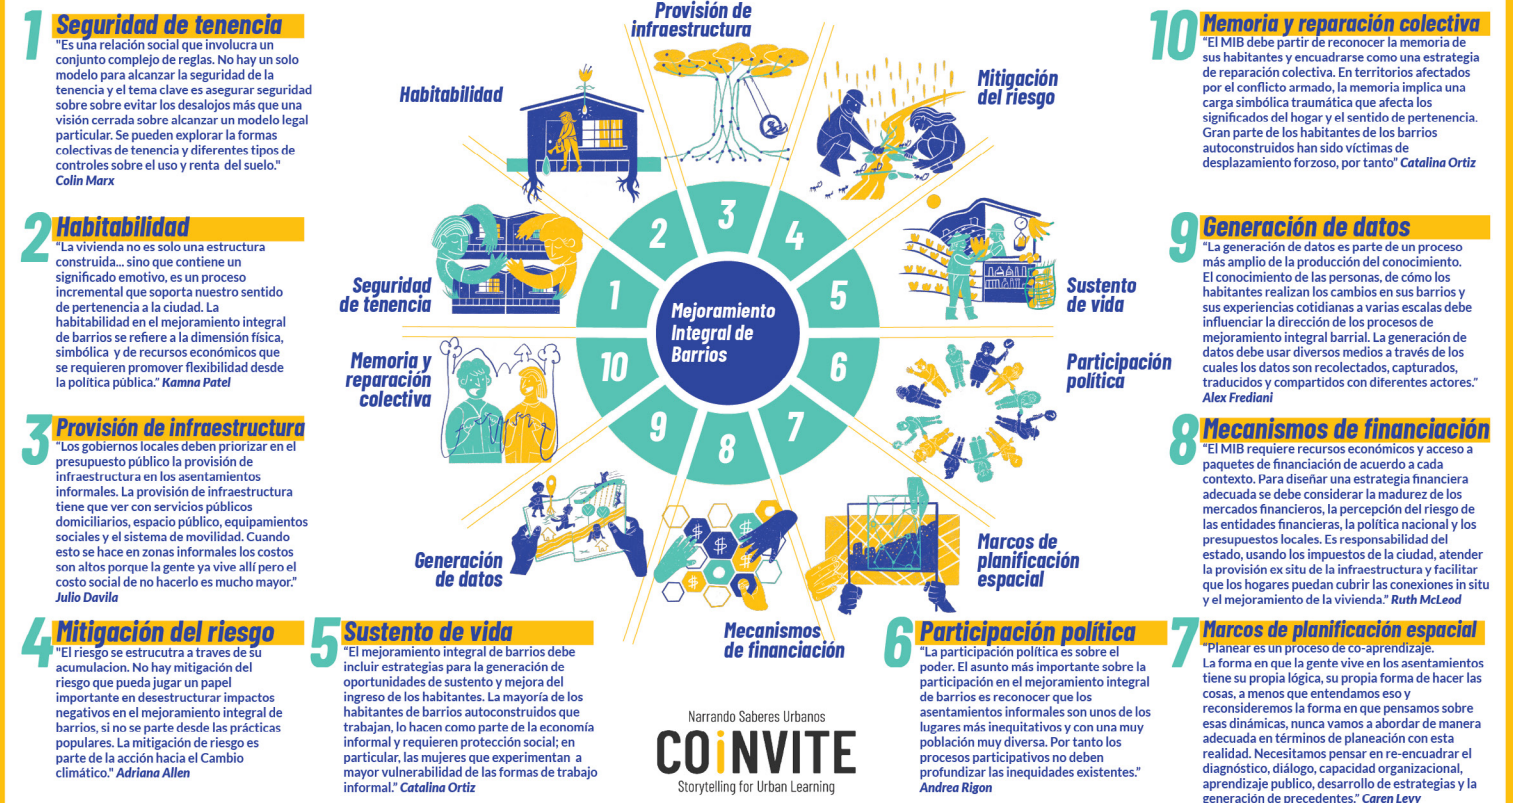 1
Seguridad de tenencia
"Es una relación social que involucra un
conjunto complejo de reglas. No hay un solo
modelo para alcanzar la seguridad de la
tenencia y el tema clave es asegurar seguridad
sobre sobre evitar los desalojos más que una
visión cerrada sobre alcanzar un modelo legal
particular. Se pueden explorar la formas
colectivas de tenencia y diferentes tipos de
controles sobre el uso y renta del suelo."
Colin Marx
2
Habitabilidad
"La vivienda no es solo una estructura
construida... sino que contiene un
significado emotivo, es un proceso
incremental que soporta nuestro sentido
de pertenencia a la ciudad. La
habitabilidad en el mejoramiento integral
de barrios se refiere a la dimensión física,
simbólica y de recursos económicos que
se requieren promover flexibilidad desde
la política pública." Kamna Patel
3
Provisión de infraestructura
"Los gobiernos locales deben priorizar en el
presupuesto público la provisión de
infraestructura en los asentamientos
informales. La provisión de infraestructura
tiene que ver con servicios públicos
domiciliarios, espacio público, equipamientos
sociales y el sistema de movilidad. Cuando
esto se hace en zonas informales los costos
son altos porque la gente ya vive allí pero el
costo social de no hacerlo es mucho mayor."
Julio Davila
4
Mitigación del riesgo
"El riesgo se estrucutra a traves de su
acumulacion. No hay mitigación del
riesgo que pueda jugar un papel
importante en desestructurar impactos
negativos en el mejoramiento integral de
barrios, si no se parte desde las prácticas
populares. La mitigación de riesgo es
parte de la acción hacia el Cambio
climático." Adriana Allen
5
Sustento de vida
"El mejoramiento integral de barrios debe
incluir estrategias para la generación de
oportunidades de sustento y mejora del
ingreso de los habitantes. La mayoría de los
habitantes de barrios autoconstruidos que
trabajan, lo hacen como parte de la economía
informal y requieren protección social; en
particular, las mujeres que experimentan a
mayor vulnerabilidad de las formas de trabajo
informal." Catalina Ortiz
6
Participación política
"La participación política es sobre el
poder. El asunto más importante sobre la
participación en el mejoramiento integral
de barrios es reconocer que los
asentamientos informales son unos de los
lugares más inequitativos y con una muy
población muy diversa. Por tanto los
procesos participativos no deben
profundizar las inequidades existentes."
Andrea Rigon
7
Marcos de planificación espacial
"Planear es un proceso de co-aprendizaje.
La forma en que la gente vive en los asentamientos
tiene su propia lógica, su propia forma de hacer las
cosas, a menos que entendamos eso y
reconsideremos la forma en que pensamos sobre
esas dinámicas, nunca vamos a abordar de manera
adecuada en términos de planeación con esta
realidad. Necesitamos pensar en re-encuadrar el
diagnóstico, diálogo, capacidad organizacional,
aprendizaje publico, desarrollo de estrategias y la
generación de precedentes." Caren Levy
8
Mecanismos de financiación
"El MIB requiere recursos económicos y acceso a
paquetes de financiación de acuerdo a cada
contexto. Para diseñar una estrategia financiera
adecuada se debe considerar la madurez de los
mercados financieros, la percepción del riesgo de
las entidades financieras, la política nacional y los
presupuestos locales. Es responsabilidad del
estado, usando los impuestos de la ciudad, atender
la provisión ex situ de la infraestructura y facilitar
que los hogares puedan cubrir las conexiones in situ
y el mejoramiento de la vivienda." Ruth McLeod
9
Generación de datos
"La generación de datos es parte de un proceso
más amplio de la producción del conocimiento.
El conocimiento de las personas, de cómo los
habitantes realizan los cambios en sus barrios y
sus experiencias cotidianas a varias escalas debe
influenciar la dirección de los procesos de
mejoramiento integral barrial. La generación de
datos debe usar diversos medios a través de los
cuales los datos son recolectados, capturados,
traducidos y compartidos con diferentes actores."
Alex Frediani
10
Memoria y reparación colectiva
"El MIB debe partir de reconocer la memoria de
sus habitantes y encuadrarse como una estrategia
de reparación colectiva. En territorios afectados
por el conflicto armado, la memoria implica una
carga simbólica traumática que afecta los
significados del hogar y el sentido de pertenencia.
Gran parte de los habitantes de los barrios
autoconstruidos han sido víctimas de
desplazamiento forzoso, por tanto" Catalina Ortiz
Provisión de
infraestructura
Habitabilidad
Mitigación
del riesgo
Seguridad
de tenencia
Sustento
de vida
Memoria y
reparación
colectiva
Participación
política
Generación
de datos
Marcos de
planificación
espacial
Mecanismos
de financiación
1
2
3
4
5
6
7
8
9
10
Mejoramiento
Integral de
Barrios
$
$
$
$
Narrando Saberes Urbanos
COiNVITE
Storytelling for Urban Learning